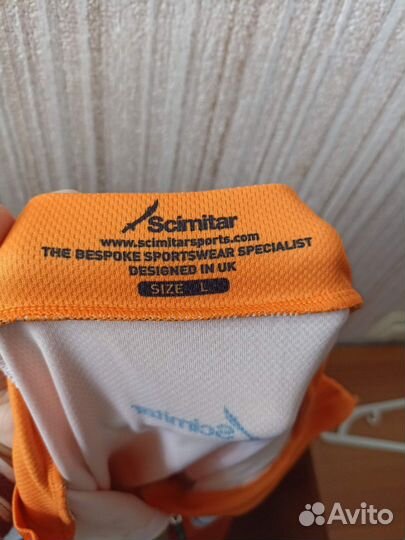 Scimitar
www.scimitarsports.com
THE BESPOKE SPORTSWEAR SPECIALIST
DESIGNED IN UK
SIZE L
Scimitar
Avito